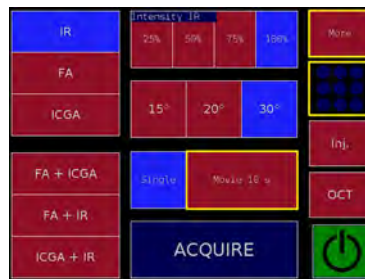 IR
FA
ICGA
FA + ICGA
FA + IR
ICGA + IR
Intensity IR
25% 50% 75% 100%
15° 20° 30°
Single Movie 16 s
ACQUIRE
More
Inj.
OCT